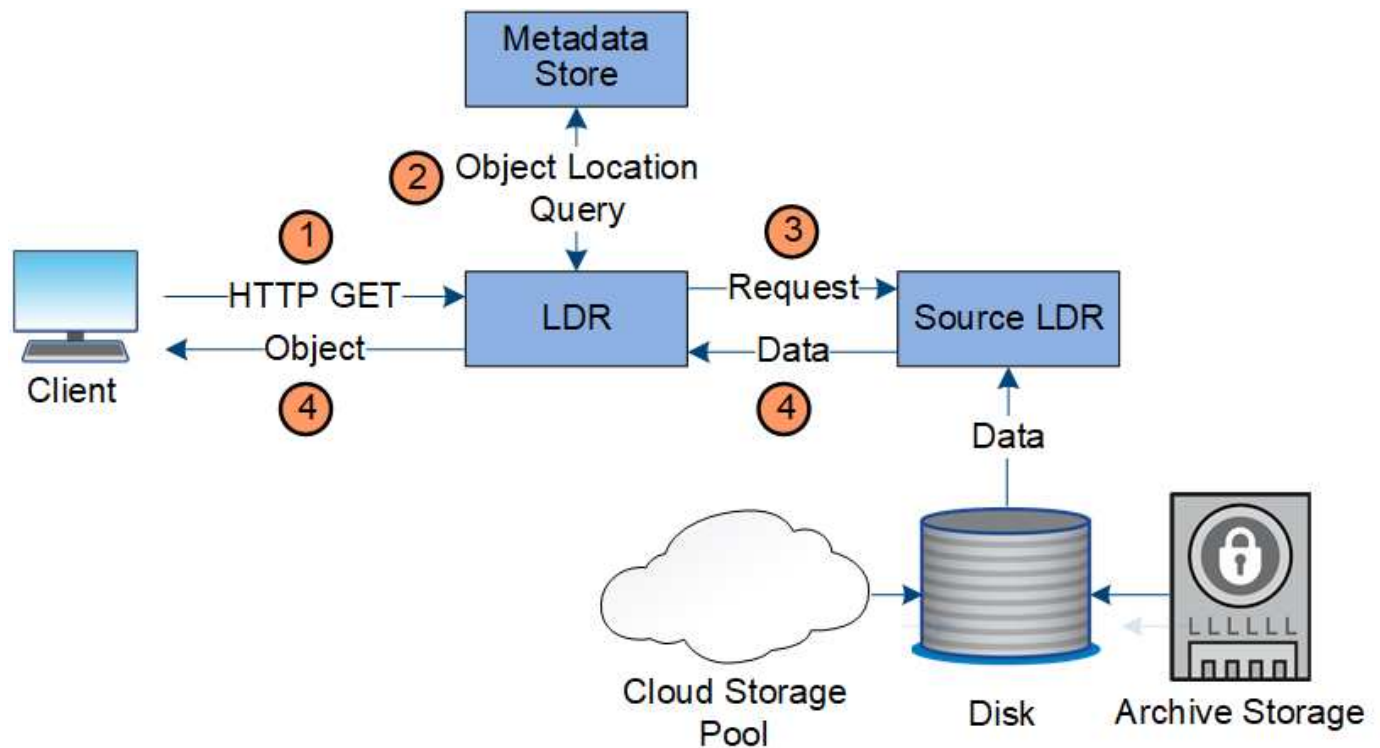 Metadata
Store
2
Object Location
Query
1
3
HTTP GET
LDR
Request
Source LDR
Object
Data
Client
4
4
Data
LLLLLL
Cloud Storage
Pool
Disk
Archive Storage